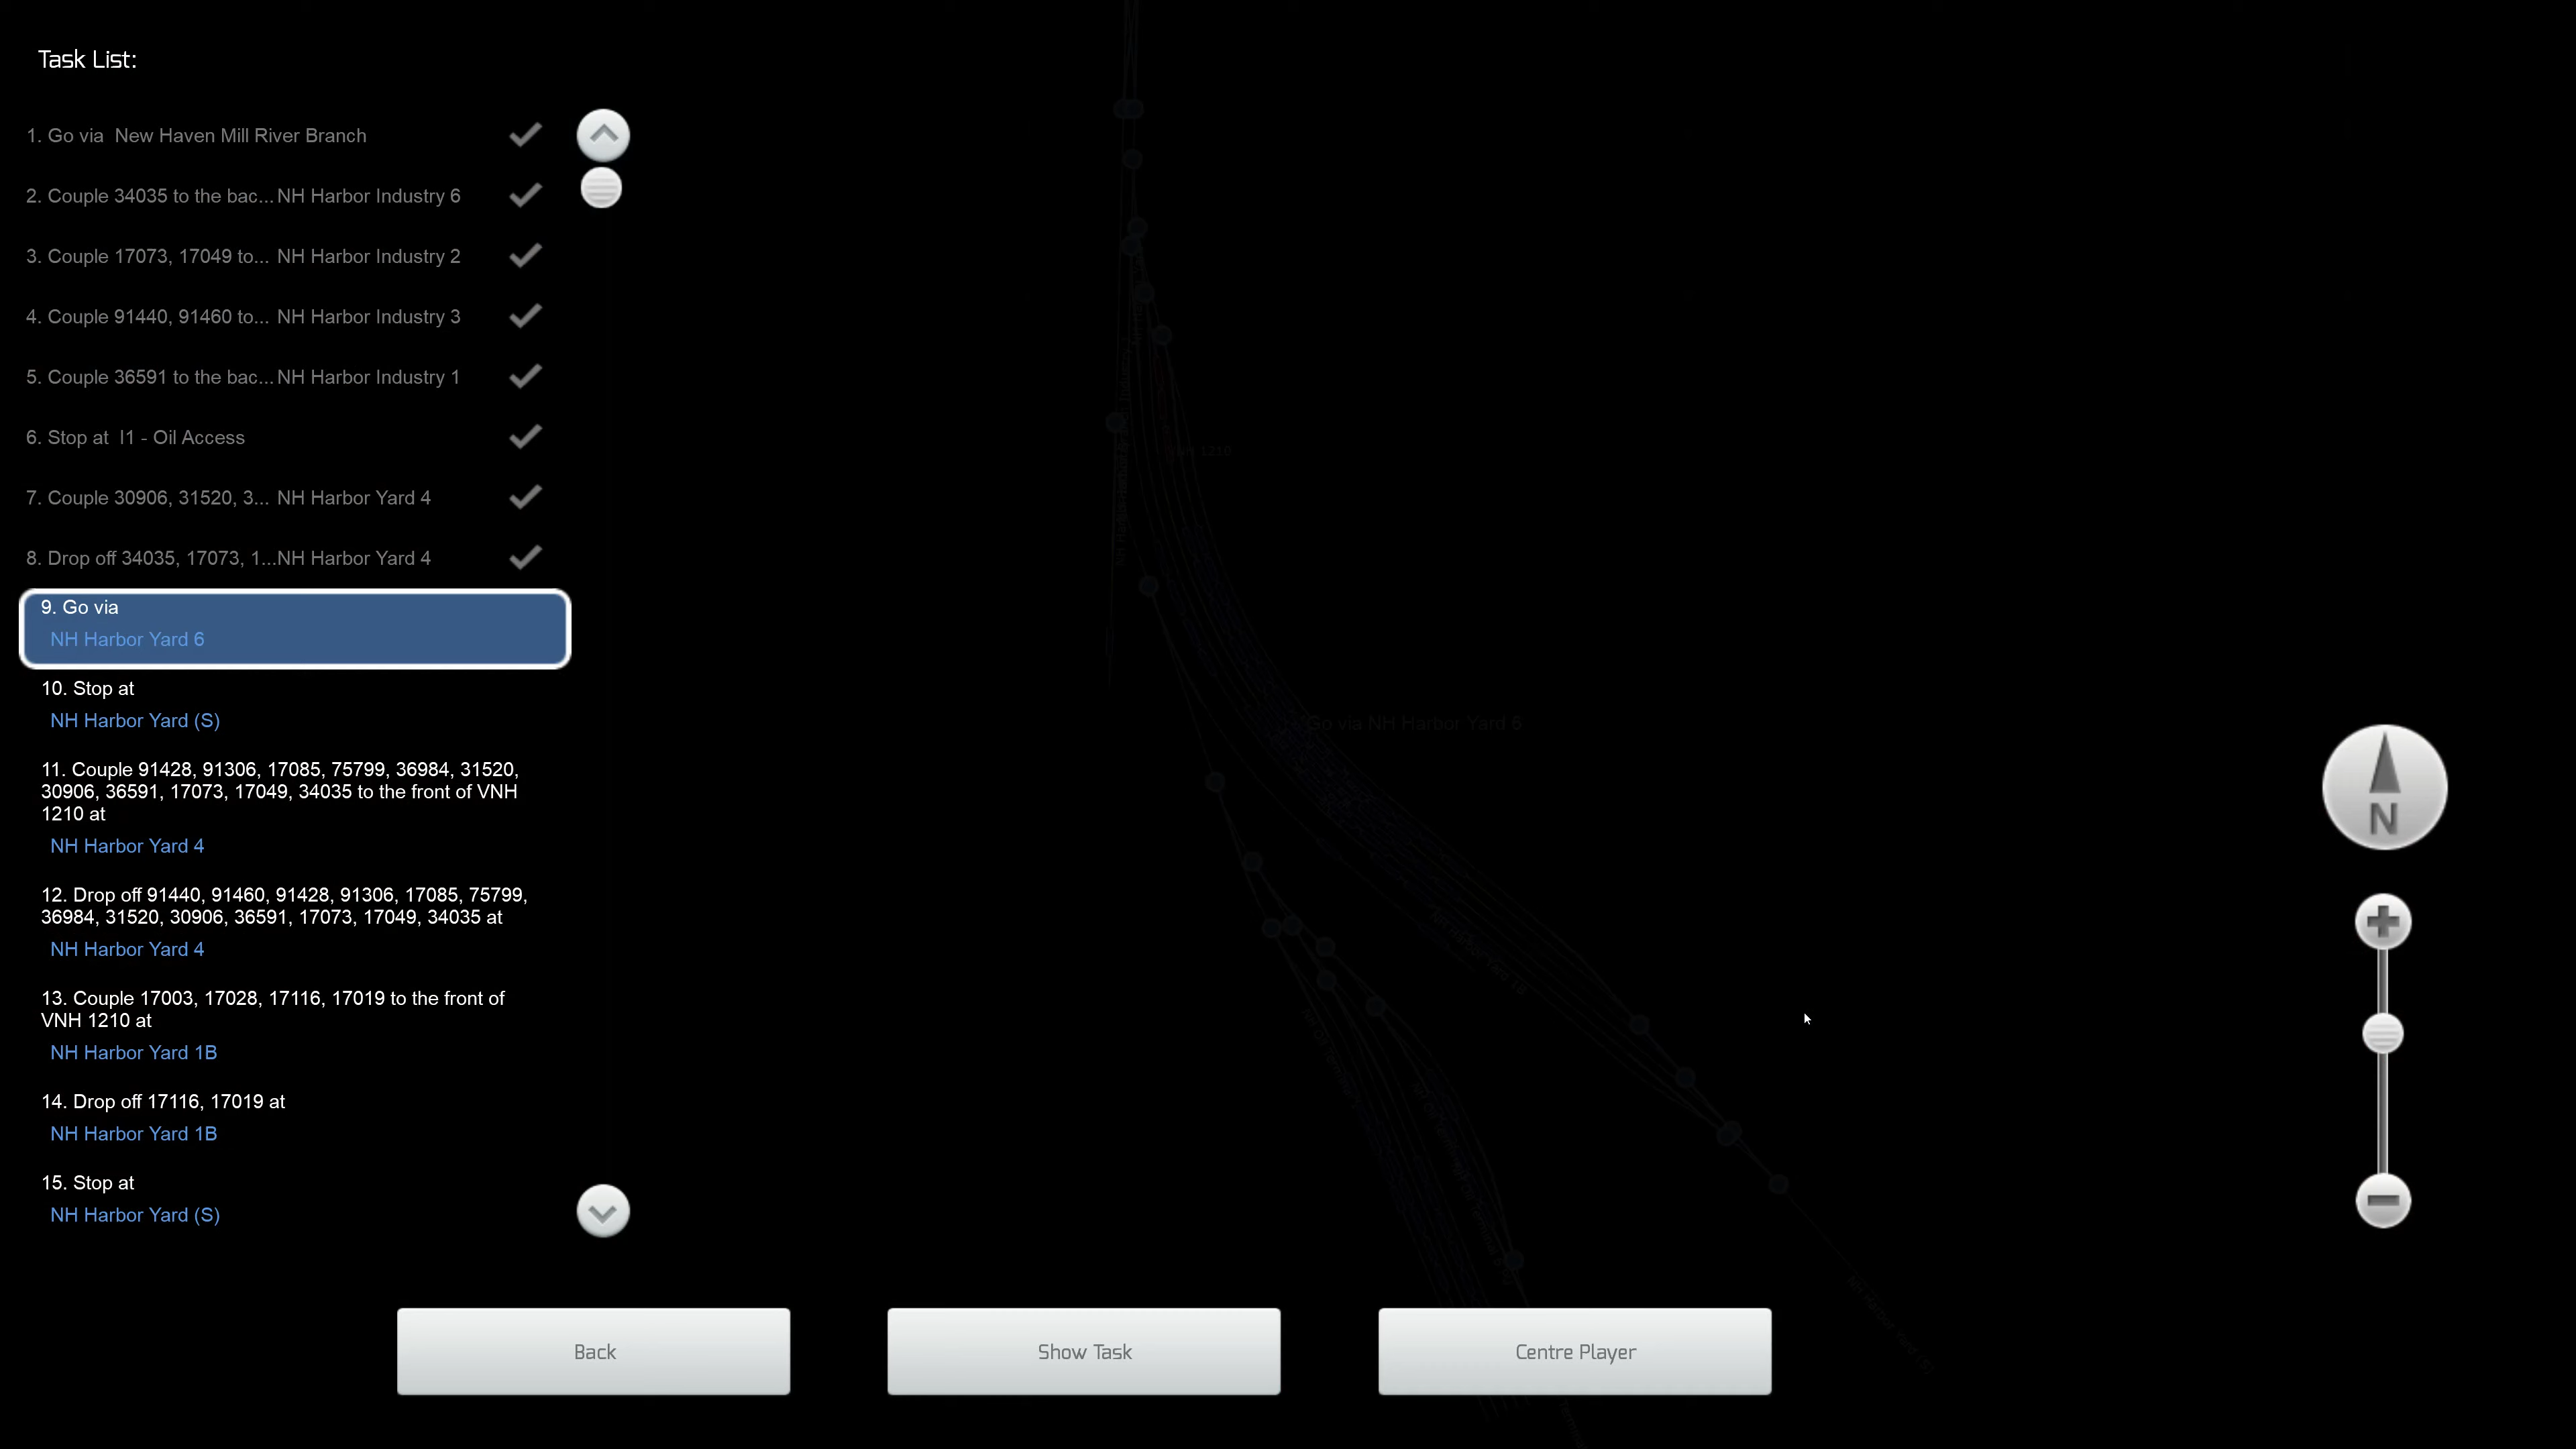 Task List:
1. Go via  New Haven Mill River Branch
2. Couple 34035 to the bac... NH Harbor Industry 6
3. Couple 17073, 17049 to... NH Harbor Industry 2
4. Couple 91440, 91460 to... NH Harbor Industry 3
5. Couple 36591 to the bac... NH Harbor Industry 1
6. Stop at  I1 - Oil Access
7. Couple 30906, 31520, 3... NH Harbor Yard 4
8. Drop off 34035, 17073, 1...NH Harbor Yard 4
9. Go via
NH Harbor Yard 6
10. Stop at
NH Harbor Yard (S)
11. Couple 91428, 91306, 17085, 75799, 36984, 31520,
30906, 36591, 17073, 17049, 34035 to the front of VNH
1210 at
NH Harbor Yard 4
12. Drop off 91440, 91460, 91428, 91306, 17085, 75799,
36984, 31520, 30906, 36591, 17073, 17049, 34035 at
NH Harbor Yard 4
13. Couple 17003, 17028, 17116, 17019 to the front of
VNH 1210 at
NH Harbor Yard 1B
14. Drop off 17116, 17019 at
NH Harbor Yard 1B
15. Stop at
NH Harbor Yard (S)
1210
Go via NH Harbor Yard
NH Harbor Yard 10
NH Harbor Yard (S)
N
Back
Show Task
Centre Player